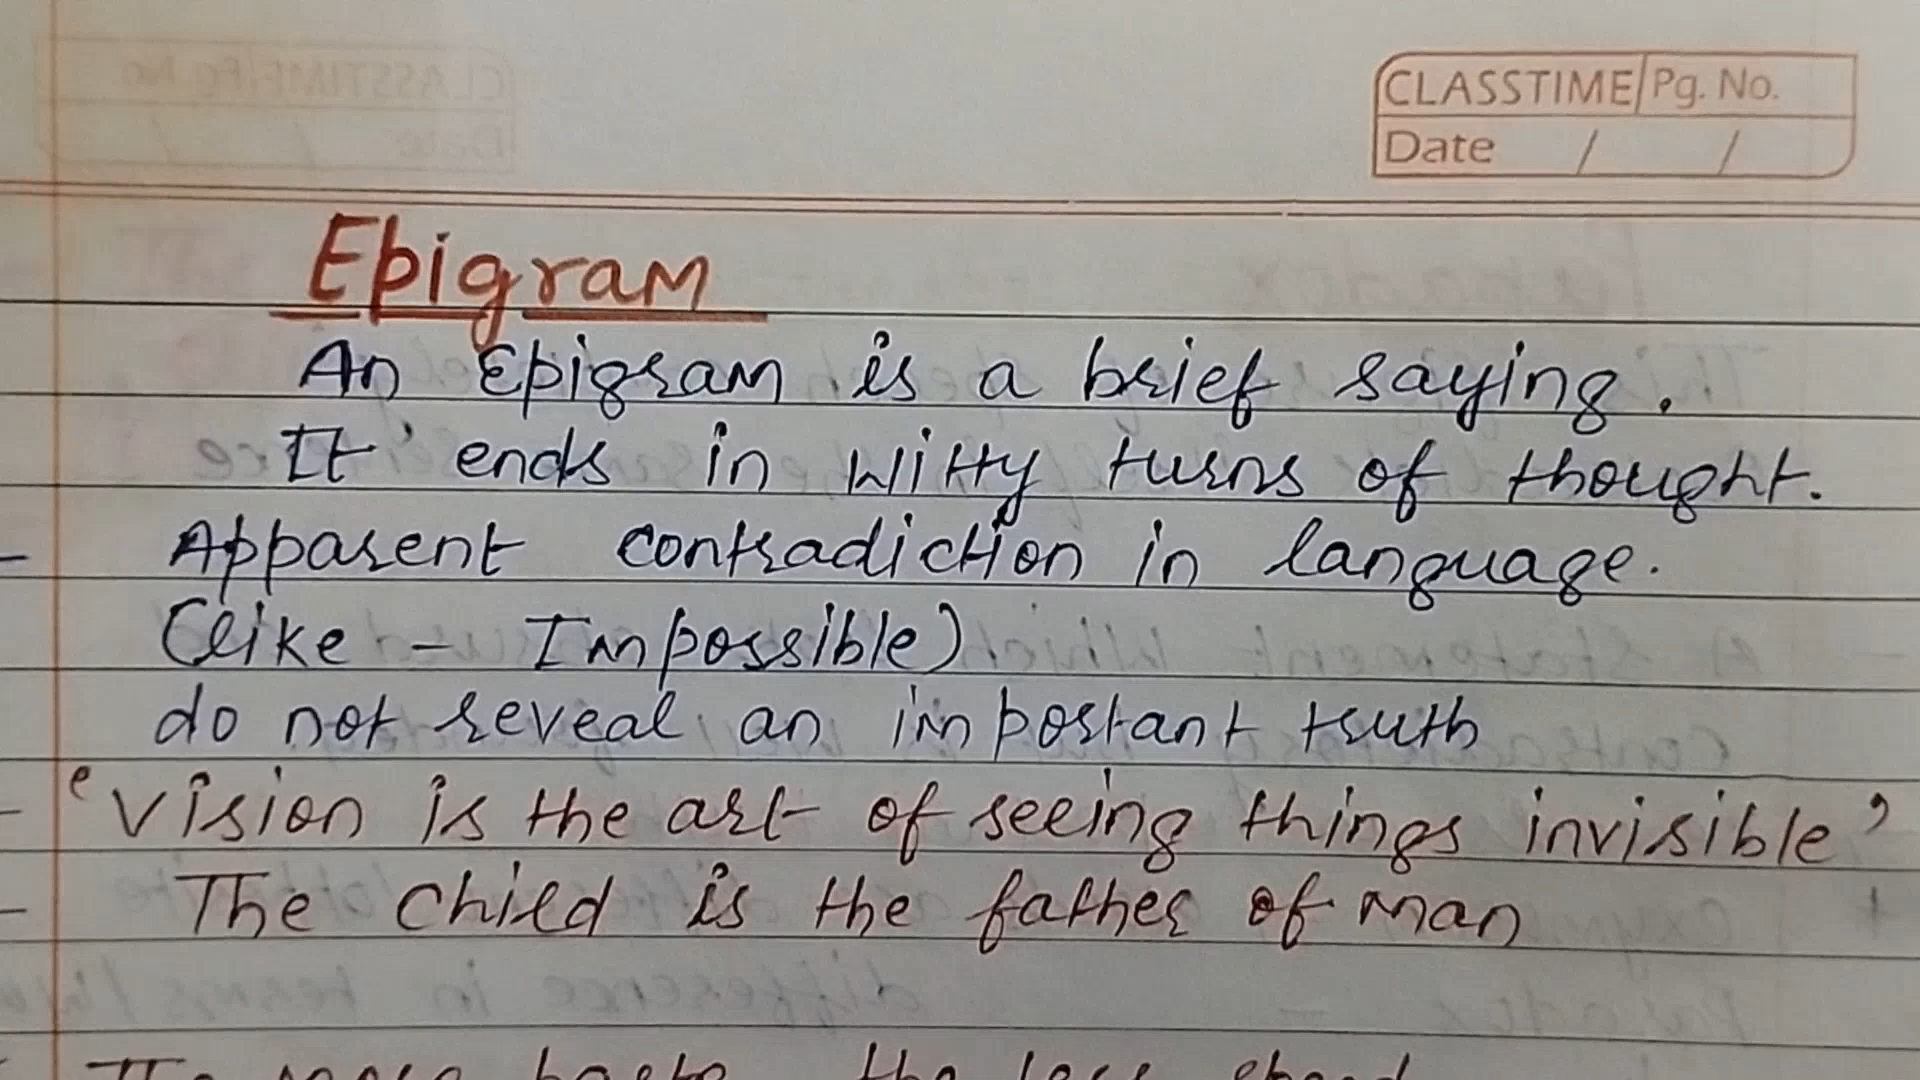 CLASSTIME Pg. No.
Date / /
Epigram
An Epigram is a brief saying.
It ends in witty turns of thought.
- Apparent contradiction in language.
(like - Impossible)
do not reveal an important truth
- 'Vision is the art of seeing things invisible'
- The Child is the father of man
the less